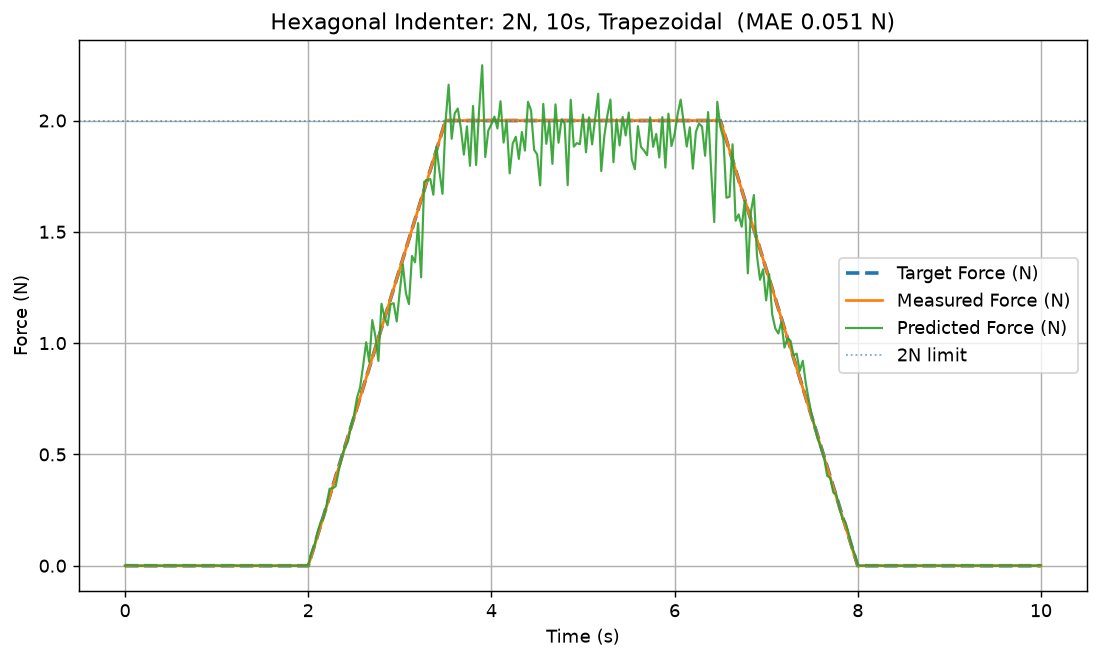 Hexagonal Indenter: 2N, 10s, Trapezoidal  (MAE 0.051 N)
Force (N)
2.0
1.5
1.0
0.5
0.0
Target Force (N)
Measured Force (N)
Predicted Force (N)
2N limit
0 2 4 6 8 10
Time (s)